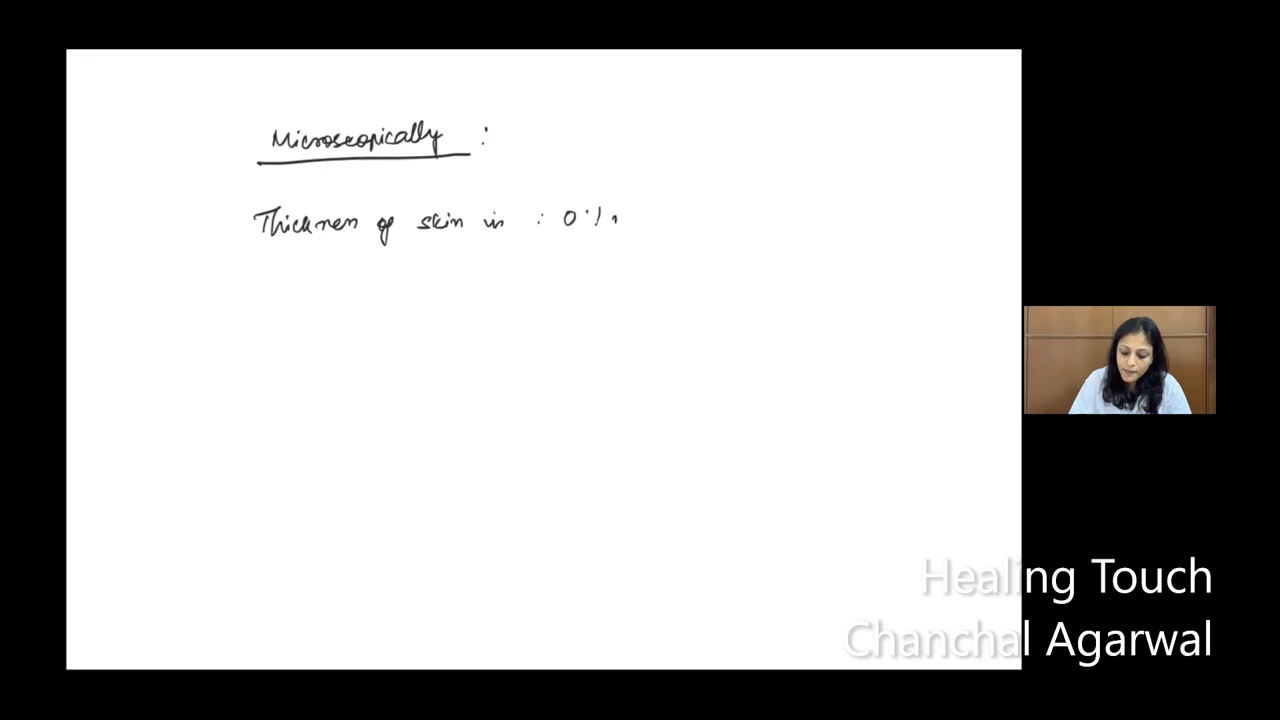 Microscopically :
Thickness of skin is : 0.1
Healing Touch
Chanchal Agarwal